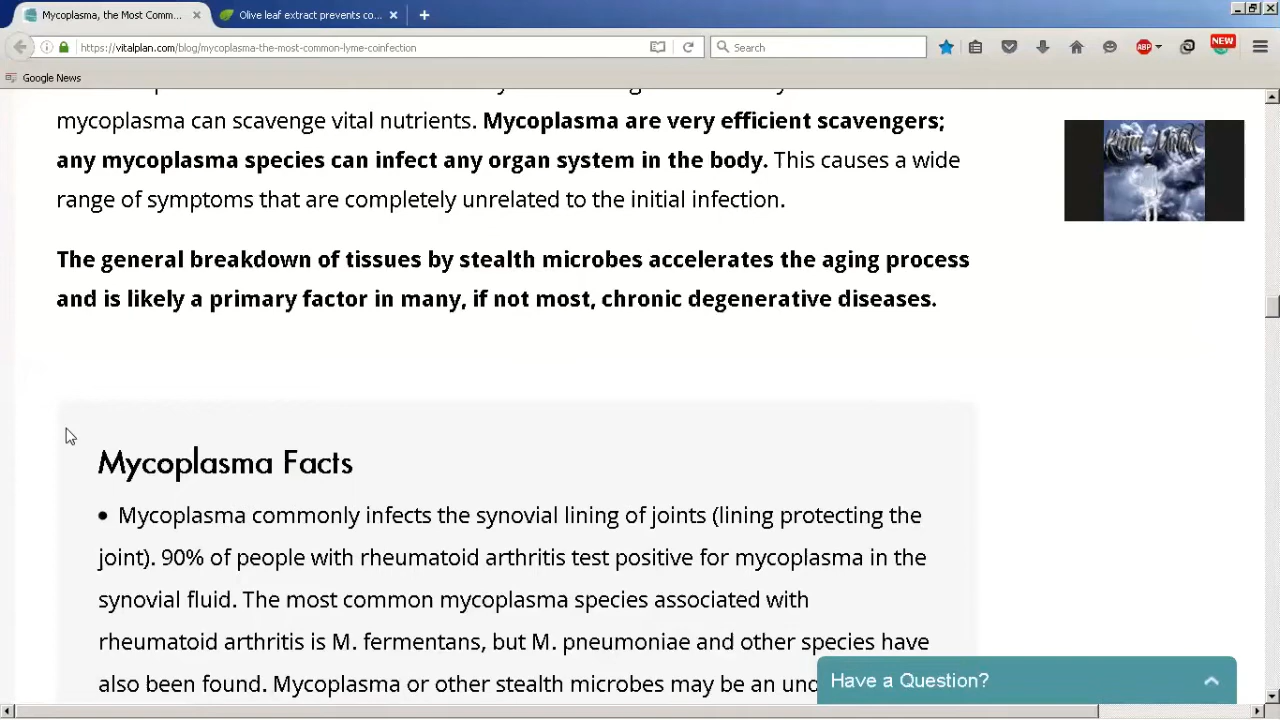 Mycoplasma, the Most Comm...
Olive leaf extract prevents co...
https://vitalplan.com/blog/mycoplasma-the-most-common-lyme-coinfection
Search
ABP
NEW
Google News
mycoplasma can scavenge vital nutrients. Mycoplasma are very efficient scavengers;
any mycoplasma species can infect any organ system in the body. This causes a wide
range of symptoms that are completely unrelated to the initial infection.
The general breakdown of tissues by stealth microbes accelerates the aging process
and is likely a primary factor in many, if not most, chronic degenerative diseases.
Mycoplasma Facts
• Mycoplasma commonly infects the synovial lining of joints (lining protecting the
joint). 90% of people with rheumatoid arthritis test positive for mycoplasma in the
synovial fluid. The most common mycoplasma species associated with
rheumatoid arthritis is M. fermentans, but M. pneumoniae and other species have
also been found. Mycoplasma or other stealth microbes may be an
Have a Question?